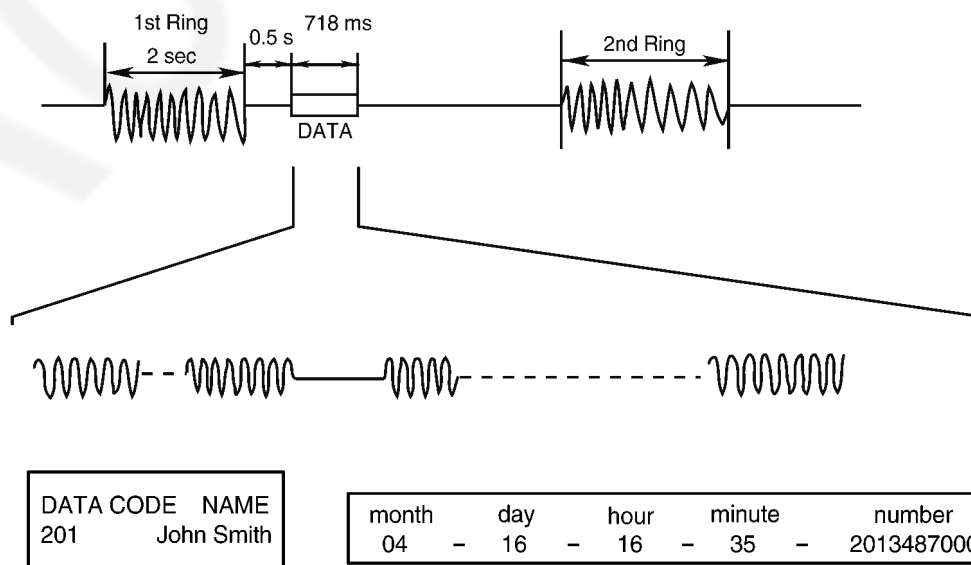 1st Ring
2 sec
0.5 s
718 ms
2nd Ring
DATA
DATA CODE NAME
201 John Smith
month day hour minute number
04 – 16 – 16 – 35 – 2013487000